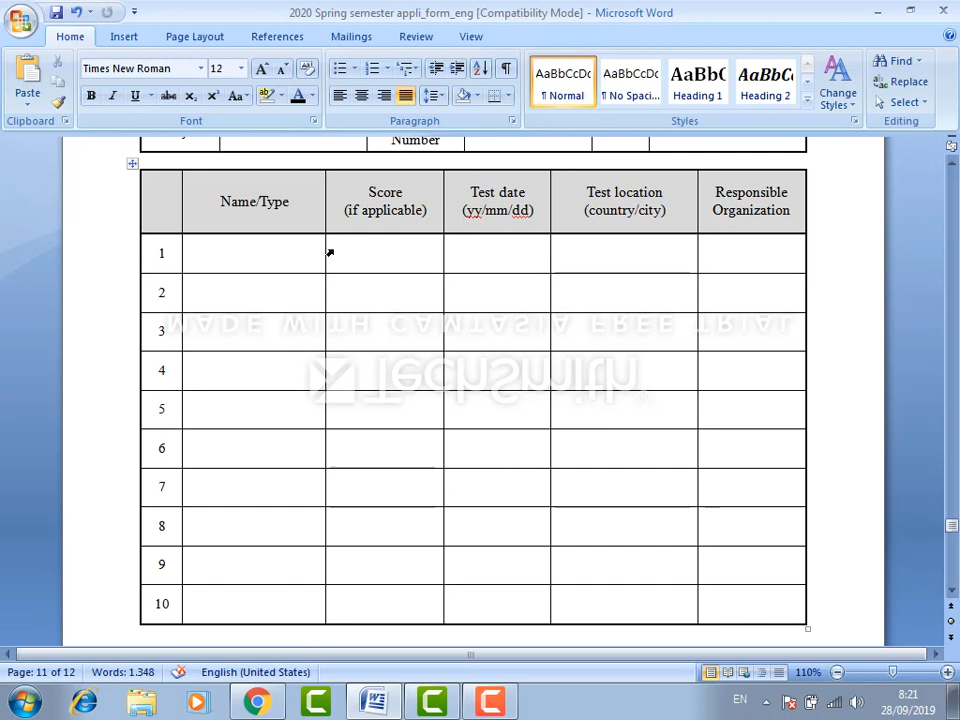 2020 Spring semester appli_form_eng [Compatibility Mode] - Microsoft Word
Home Insert Page Layout References Mailings Review View
Paste
Clipboard
Times New Roman 12
B I U abc X₂ X² Aa
Font
Paragraph
AaBbCcDc AaBbCcDc AaBbC AaBbCc
¶ Normal ¶ No Spaci... Heading 1 Heading 2
Change
Styles
Styles
Find
Replace
Select
Editing
Number
Name/Type Score (if applicable) Test date (yy/mm/dd) Test location (country/city) Responsible Organization
1
2
3
MADE WITH CAMTASIA FREE TRIAL
4
TechSmith
5
6
7
8
9
10
Page: 11 of 12 Words: 1.348 English (United States) 110%
EN 8:21
28/09/2019